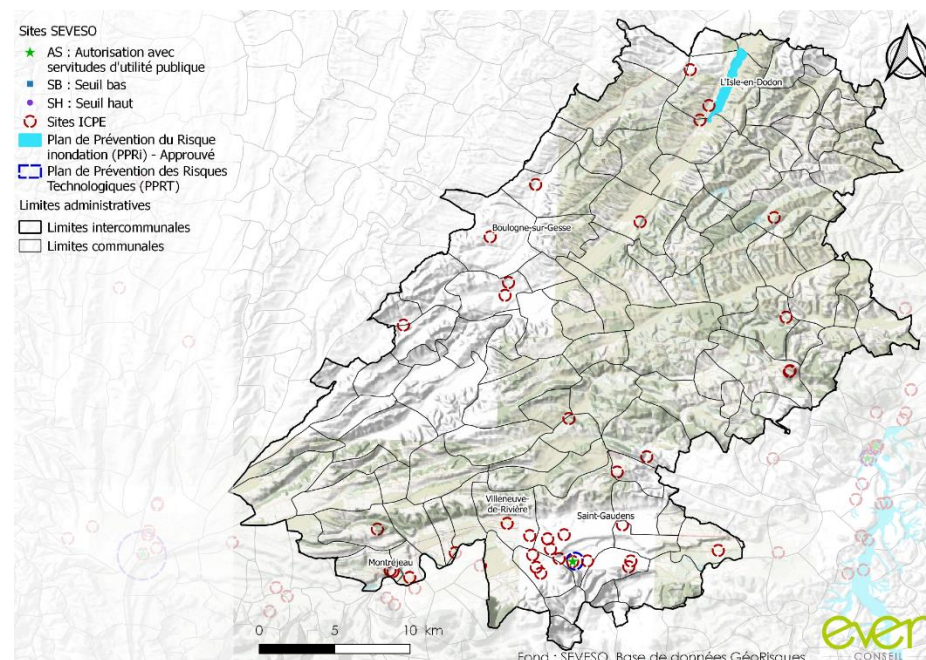 Sites SEVESO
AS : Autorisation avec
servitudes d'utilité publique
SB : Seuil bas
SH : Seuil haut
Sites ICPE
Plan de Prévention du Risque
inondation (PPRi) - Approuvé
Plan de Prévention des Risques
Technologiques (PPRT)
Limites administratives
Limites intercommunales
Limites communales
L'Isle-en-Dodon
Boulogne-sur-Gesse
Villeneuve-
de-Rivière
Saint-Gaudens
Montréjeau
0 5 10 km
ever
CONSEIL
Fond : SEVESO, Base de données GéoRisques